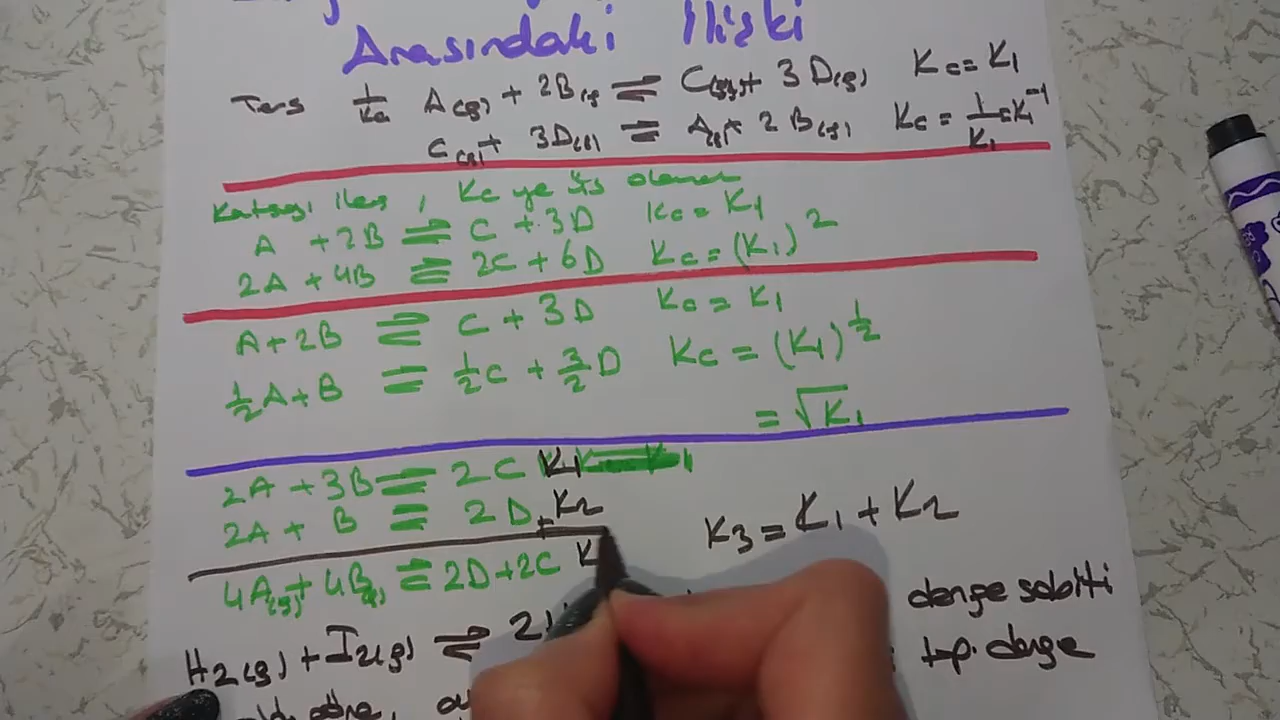 Arasındaki İlişki
Ters 1/Ka A(g) + 2B(g ⇌ C(g)+ 3D(g) Kc = K1
C(g)+ 3D(g) ⇌ A(g)+ 2B(g) Kc = 1/K1 = K1^-1
Katsayı ,Kc ye üs olarak
A +2B ⇌ C +3D Kc = K1
2A + 4B ⇌ 2C + 6D Kc = (K1)^2
A+2B ⇌ C + 3D Kc = K1
1/2A + B ⇌ 1/2C + 3/2D Kc = (K1)^1/2
= √K1
2A + 3B ⇌ 2C K1
2A + B ⇌ 2D + K2
K3 = K1 + K2
4A(g)+ 4B(g) ⇌ 2D+2C K
denge sabiti
H2(g) + I2(g) ⇌ 2
denge